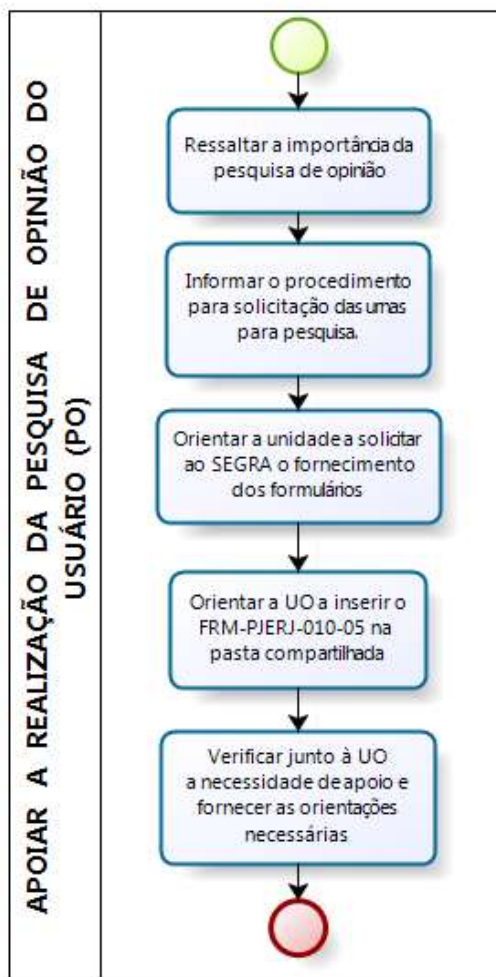 APOIAR A REALIZAÇÃO DA PESQUISA DE OPINIÃO DO
USUÁRIO (PO)
Ressaltar a importância da
pesquisa de opinião
Informar o procedimento
para solicitação das urnas
para pesquisa.
Orientar a unidade a solicitar
ao SEGRA o fornecimento
dos formulários
Orientar a UO a inserir o
FRM-PJERJ-010-05 na
pasta compartilhada
Verificar junto à UO
a necessidade de apoio e
fornecer as orientações
necessárias